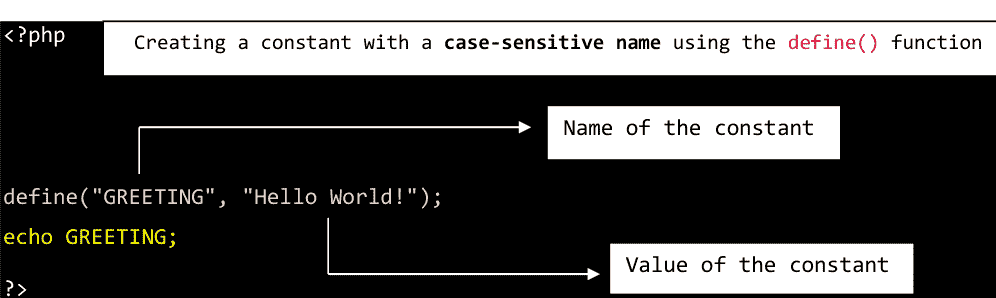 <?php
Creating a constant with a case-sensitive name using the define() function
Name of the constant
define("GREETING", "Hello World!");
echo GREETING;
Value of the constant
?>